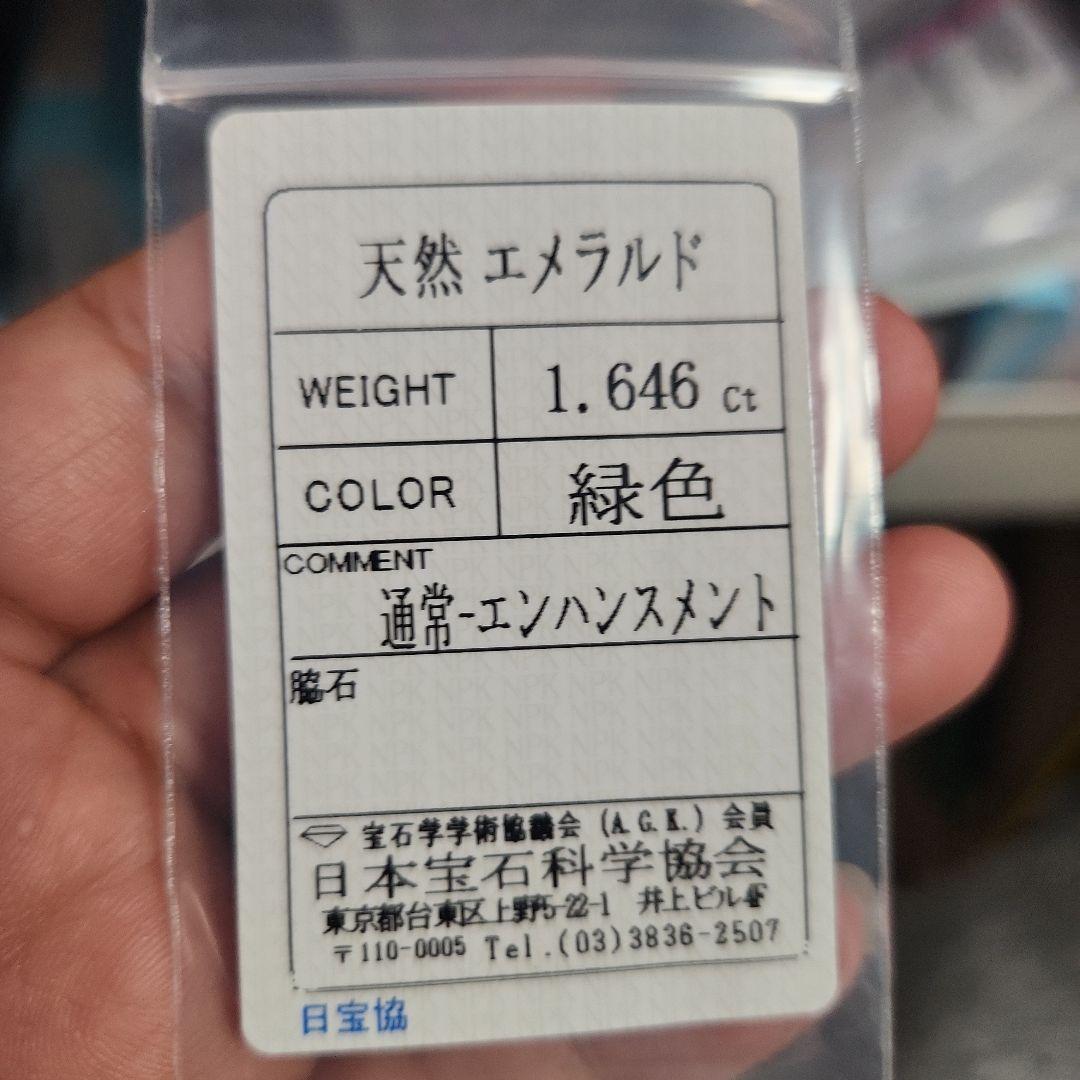 天然 エメラルド
WEIGHT 1.646 Ct
COLOR 緑色
COMMENT
通常-エンハンスメント
脇石
宝石学学術協議会 (A.G.K.) 会員
日本宝石科学協会
東京都台東区上野5-22-1 井上ビル4F
〒110-0005 Tel.(03)3836-2507
日宝協